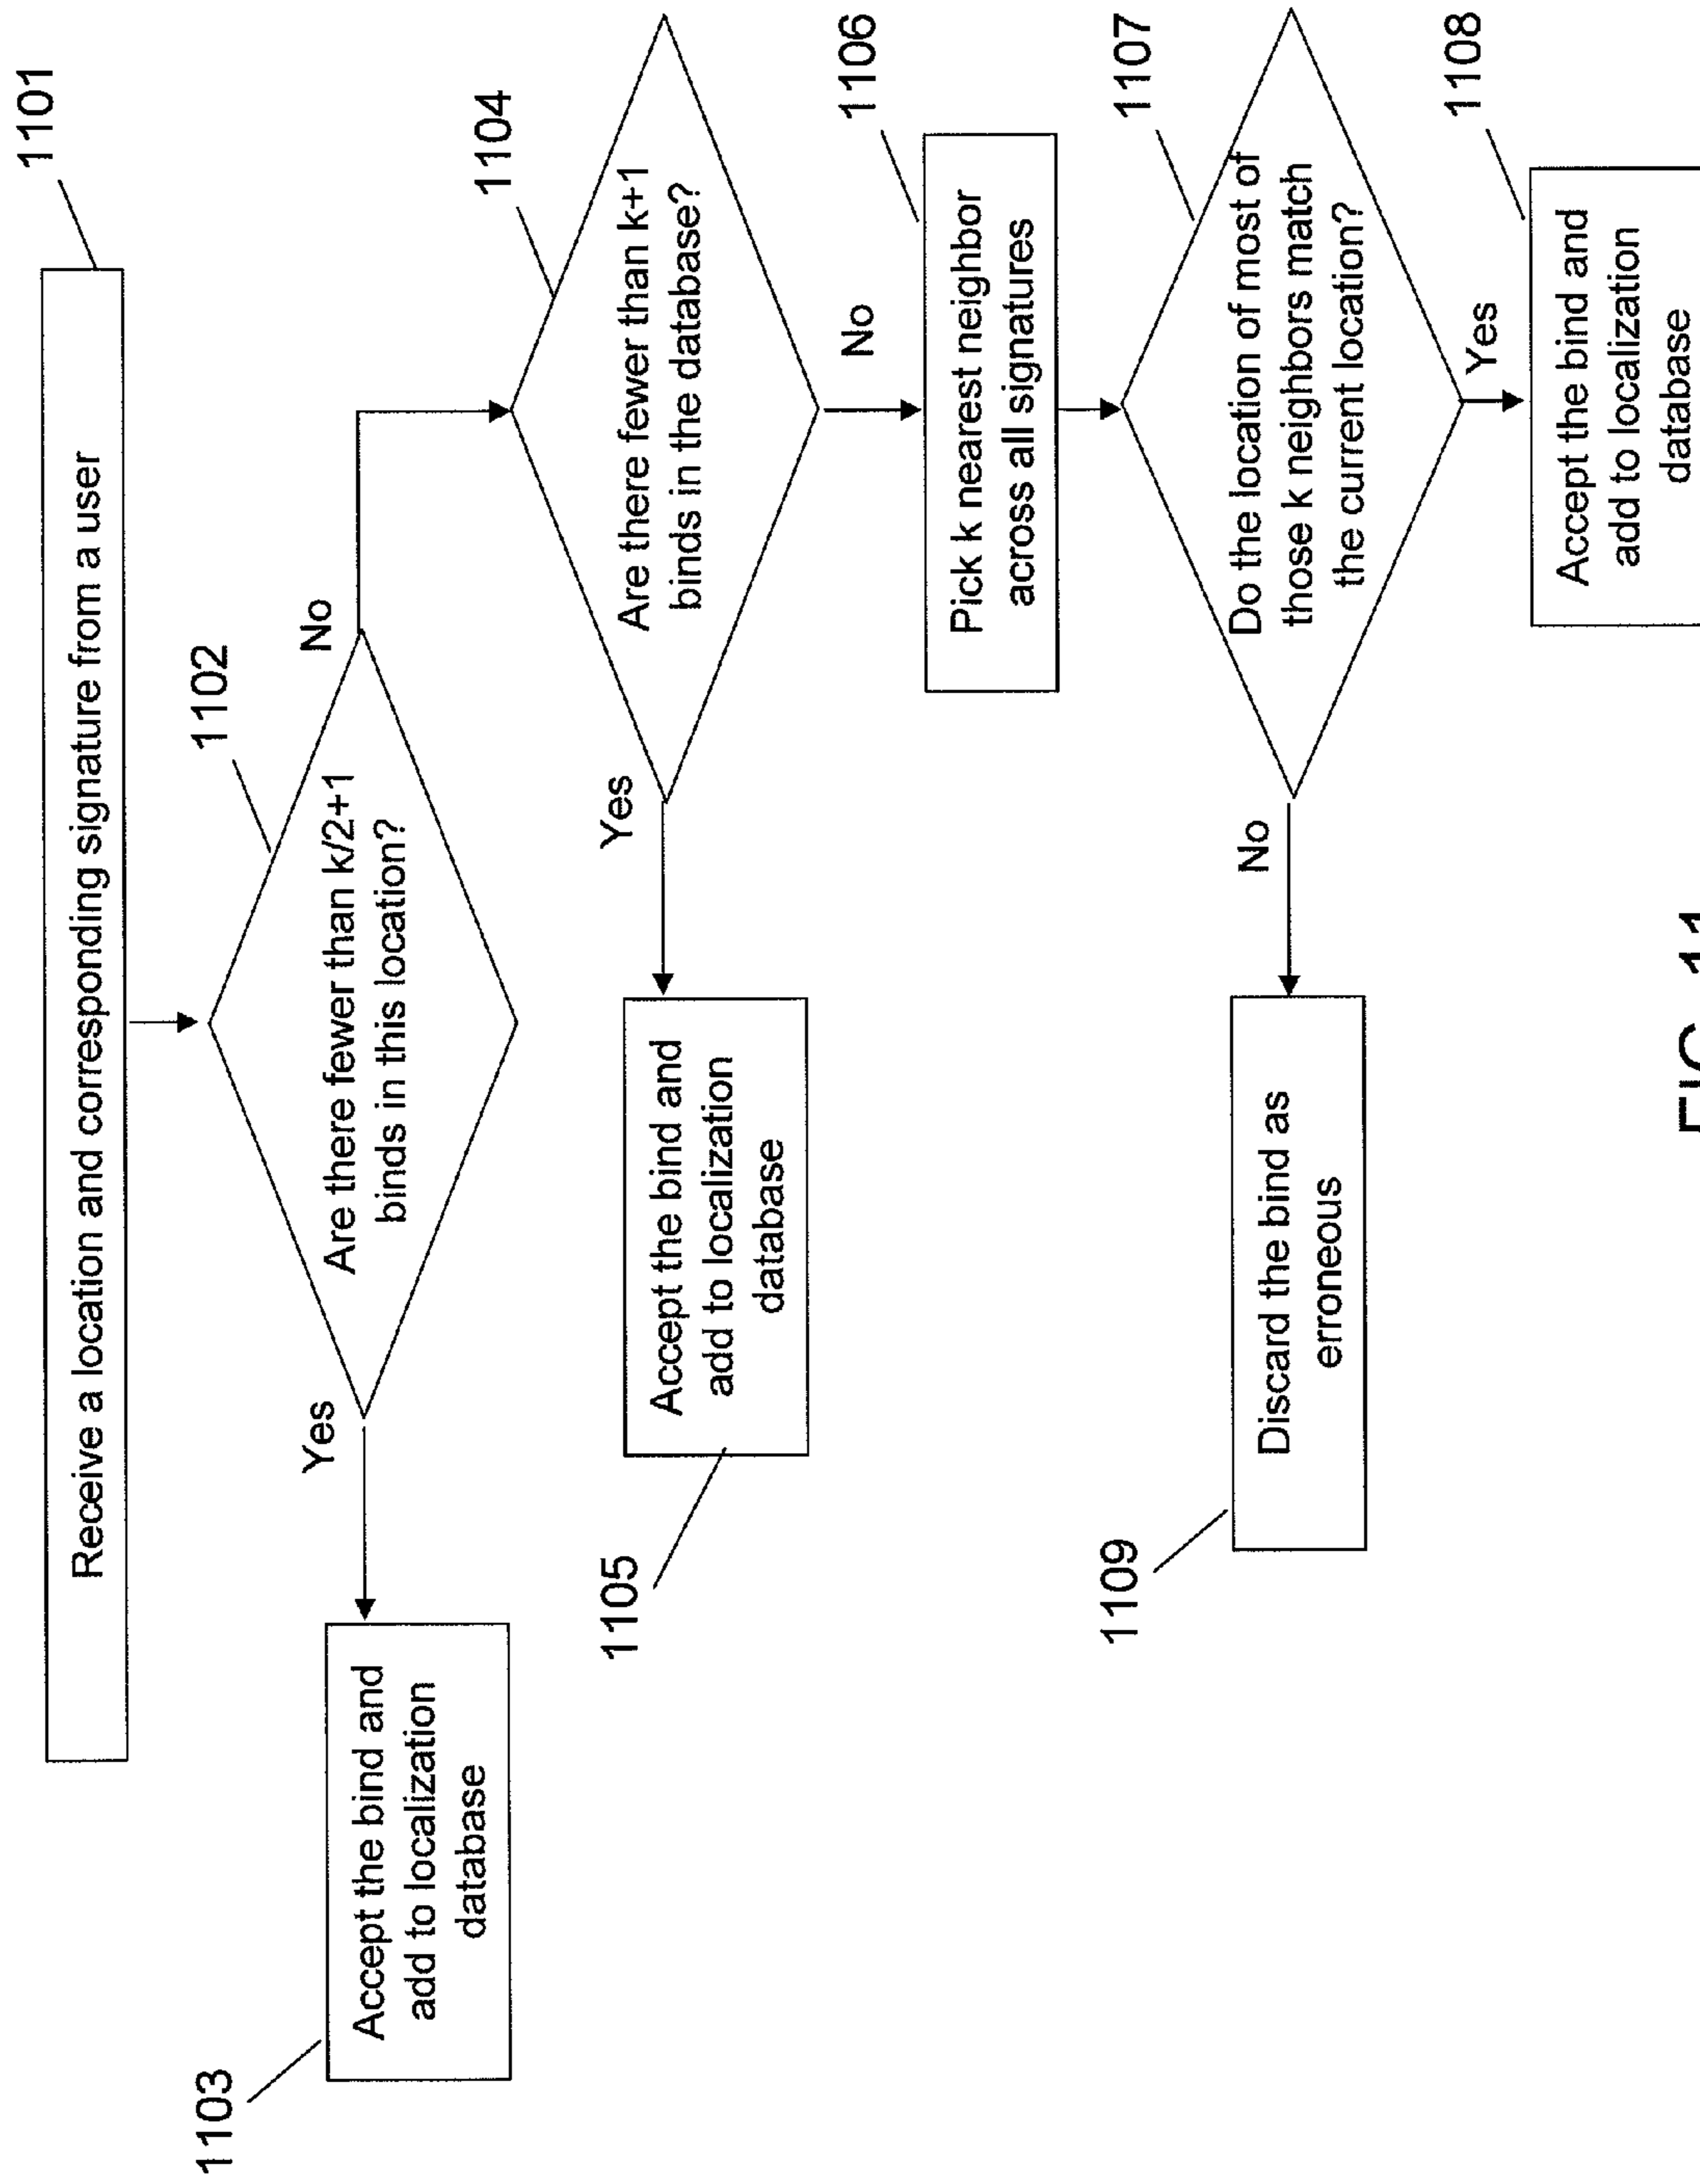 1101
Receive a location and corresponding signature from a user
1102
Are there fewer than k/2+1
binds in this location?
Yes
No
1103
Accept the bind and
add to localization
database
1104
Are there fewer than k+1
binds in the database?
Yes
No
1105
Accept the bind and
add to localization
database
1106
Pick k nearest neighbor
across all signatures
1107
Do the location of most of
those k neighbors match
the current location?
No
Yes
1109
Discard the bind as
erroneous
1108
Accept the bind and
add to localization
database
FIG. 11